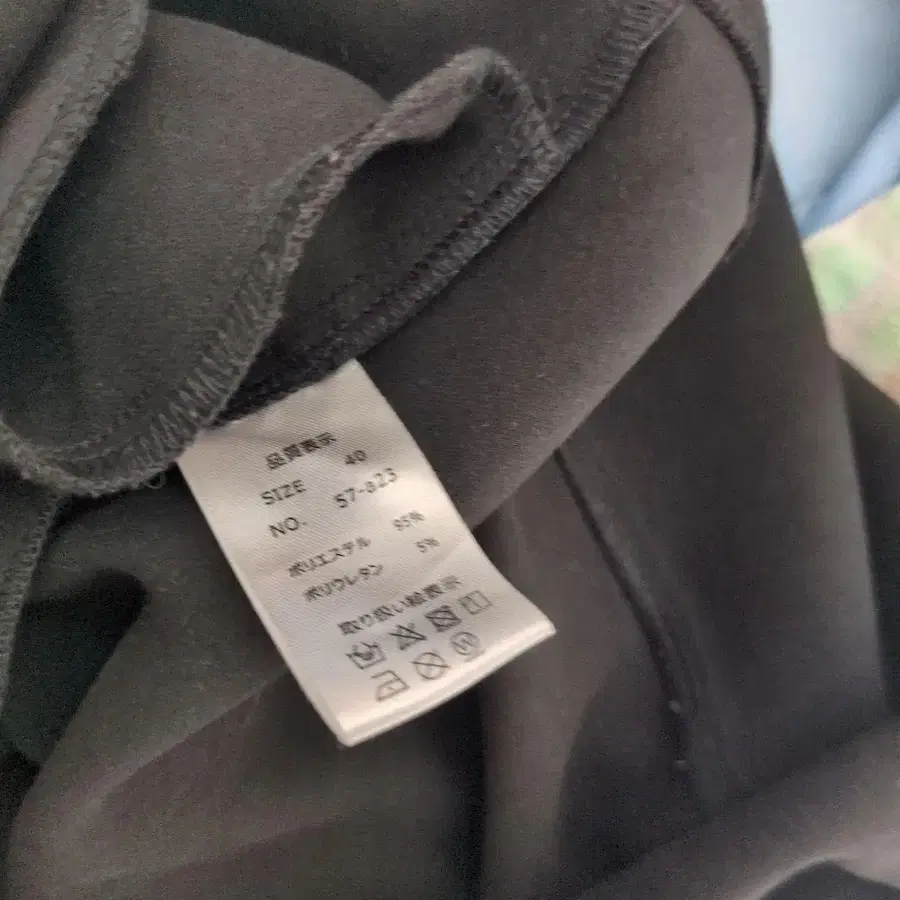 品質表示
SIZE 40
NO. 57-823
ポリエステル 95%
ポリウレタン 5%
取り扱い絵表示
W